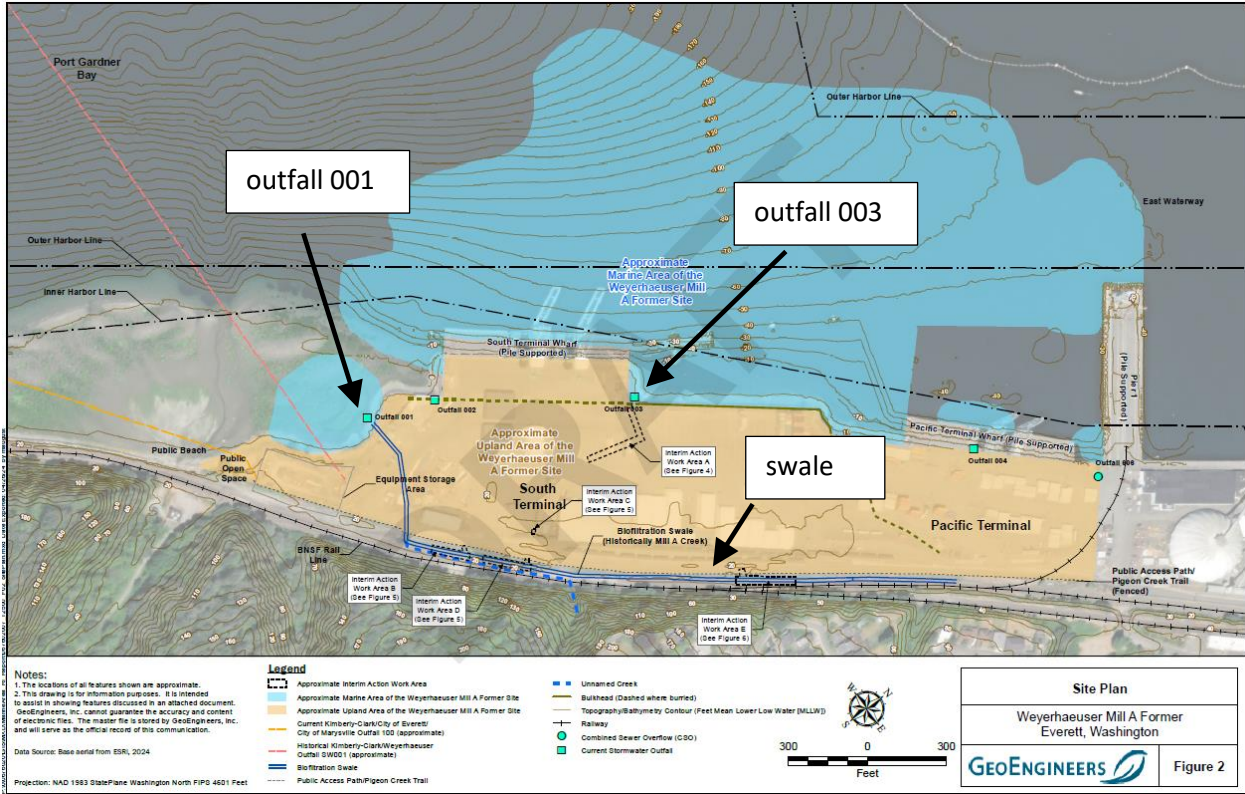 Port Gardner
Bay
Outer Harbor Line
outfall 001
outfall 003
East Waterway
Outer Harbor Line
Approximate
Marine Area of the
Weyerhaeuser Mill
A Former Site
Inner Harbor Line
South Terminal Wharf
(Pile Supported)
Pier 1
(Pile Supported)
Outfall 001
Outfall 002
Outfall 003
Pacific Terminal Wharf (Pile Supported)
Outfall 004
Outfall 006
Public Beach
Public
Open
Space
Approximate
Upland Area of the
Weyerhaeuser Mill
A Former Site
Interim Action
Work Area A
(See Figure 4)
swale
Equipment Storage
Area
South
Terminal
Interim Action
Work Area C
(See Figure 5)
Pacific Terminal
Biofiltration Swale
(Historically Mill A Creek)
BNSF Rail
Line
Interim Action
Work Area B
(See Figure 5)
Interim Action
Work Area D
(See Figure 5)
Interim Action
Work Area E
(See Figure 6)
Public Access Path/
Pigeon Creek Trail
(Fenced)
DRAFT
Notes:
1. The locations of all features shown are approximate.
2. This drawing is for information purposes. It is intended
to assist in showing features discussed in an attached document.
GeoEngineers, Inc. cannot guarantee the accuracy and content
of electronic files. The master file is stored by GeoEngineers, Inc.
and will serve as the official record of this communication.
Data Source: Base aerial from ESRI, 2024
Projection: NAD 1983 StatePlane Washington North FIPS 4601 Feet
Legend
Approximate Interim Action Work Area
Approximate Marine Area of the Weyerhaeuser Mill A Former Site
Approximate Upland Area of the Weyerhaeuser Mill A Former Site
Current Kimberly-Clark/City of Everett/
City of Marysville Outfall 100 (approximate)
Historical Kimberly-Clark/Weyerhaeuser
Outfall SW001 (approximate)
Biofiltration Swale
Public Access Path/Pigeon Creek Trail
Unnamed Creek
Bulkhead (Dashed where buried)
Topography/Bathymetry Contour (Feet Mean Lower Low Water [MLLW])
Railway
Combined Sewer Overflow (CSO)
Current Stormwater Outfall
N
E
S
W
300 0 300
Feet
Site Plan
Weyerhaeuser Mill A Former
Everett, Washington
GEOENGINEERS
Figure 2